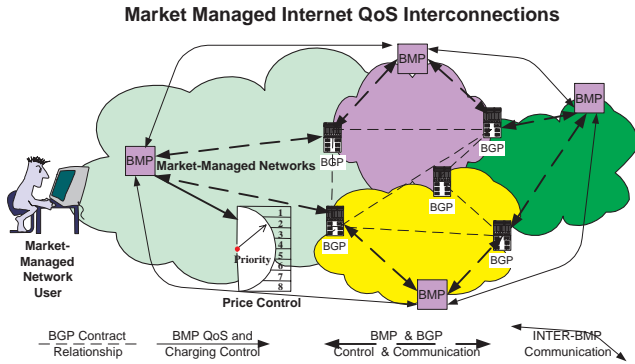 Market Managed Internet QoS Interconnections
BMP
BMP
BGP
BGP
BMP
Market-Managed Networks
BGP
1
2
3
4
5
6
7
8
Priority
BGP
BGP
Market-
Managed
Network
User
Price Control
BMP
BGP Contract
Relationship
BMP QoS and
Charging Control
BMP & BGP
Control & Communication
INTER-BMP
Communication